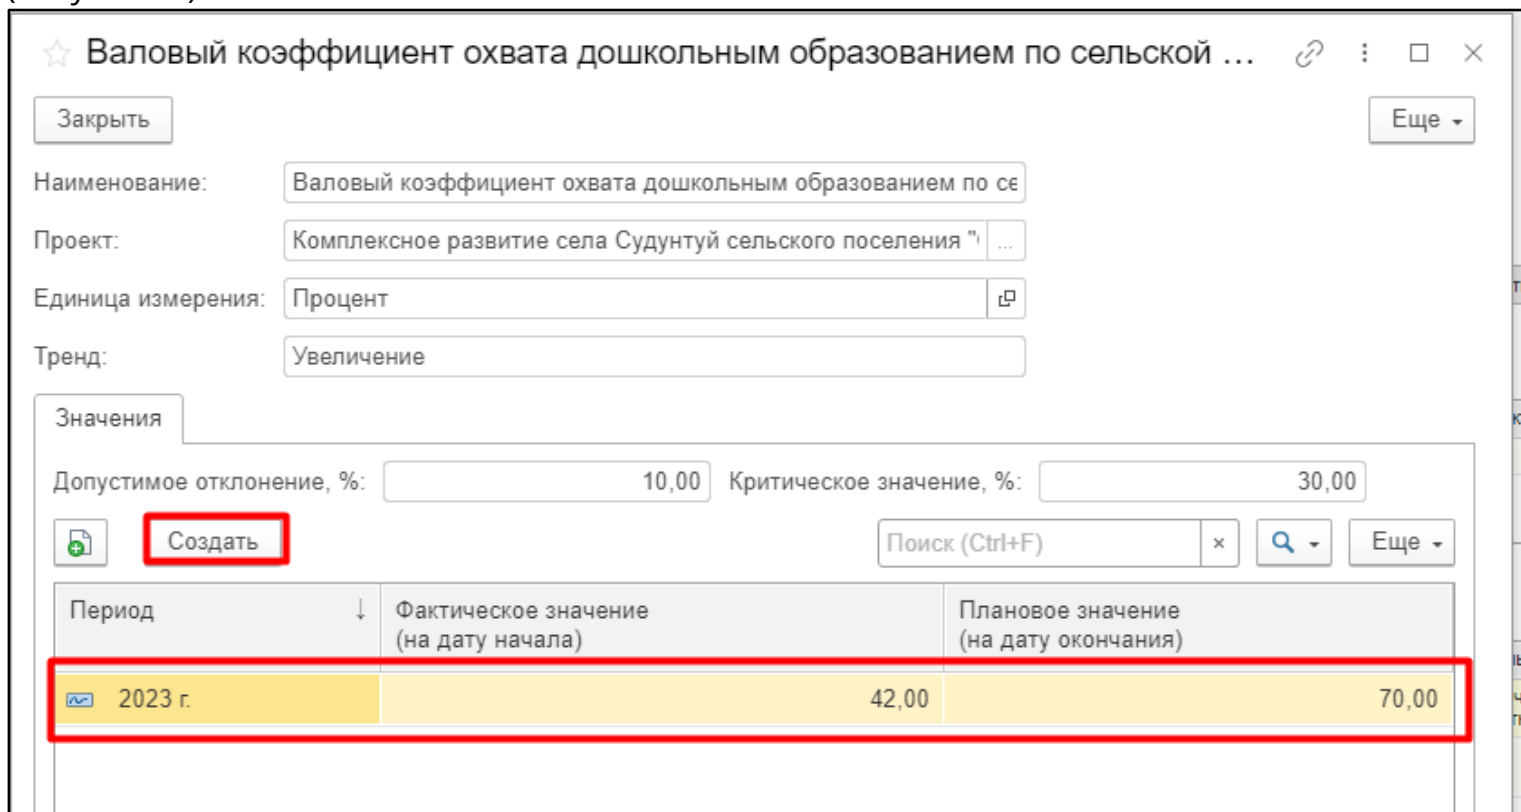 Валовый коэффициент охвата дошкольным образованием по сельской ...
Закрыть
Еще
Наименование: Валовый коэффициент охвата дошкольным образованием по се
Проект: Комплексное развитие села Судунтуй сельского поселения " ...
Единица измерения: Процент
Тренд: Увеличение
Значения
Допустимое отклонение, %: 10,00 Критическое значение, %: 30,00
Создать Поиск (Ctrl+F) × Еще
Период ↓ Фактическое значение Плановое значение
(на дату начала) (на дату окончания)
2023 г. 42,00 70,00